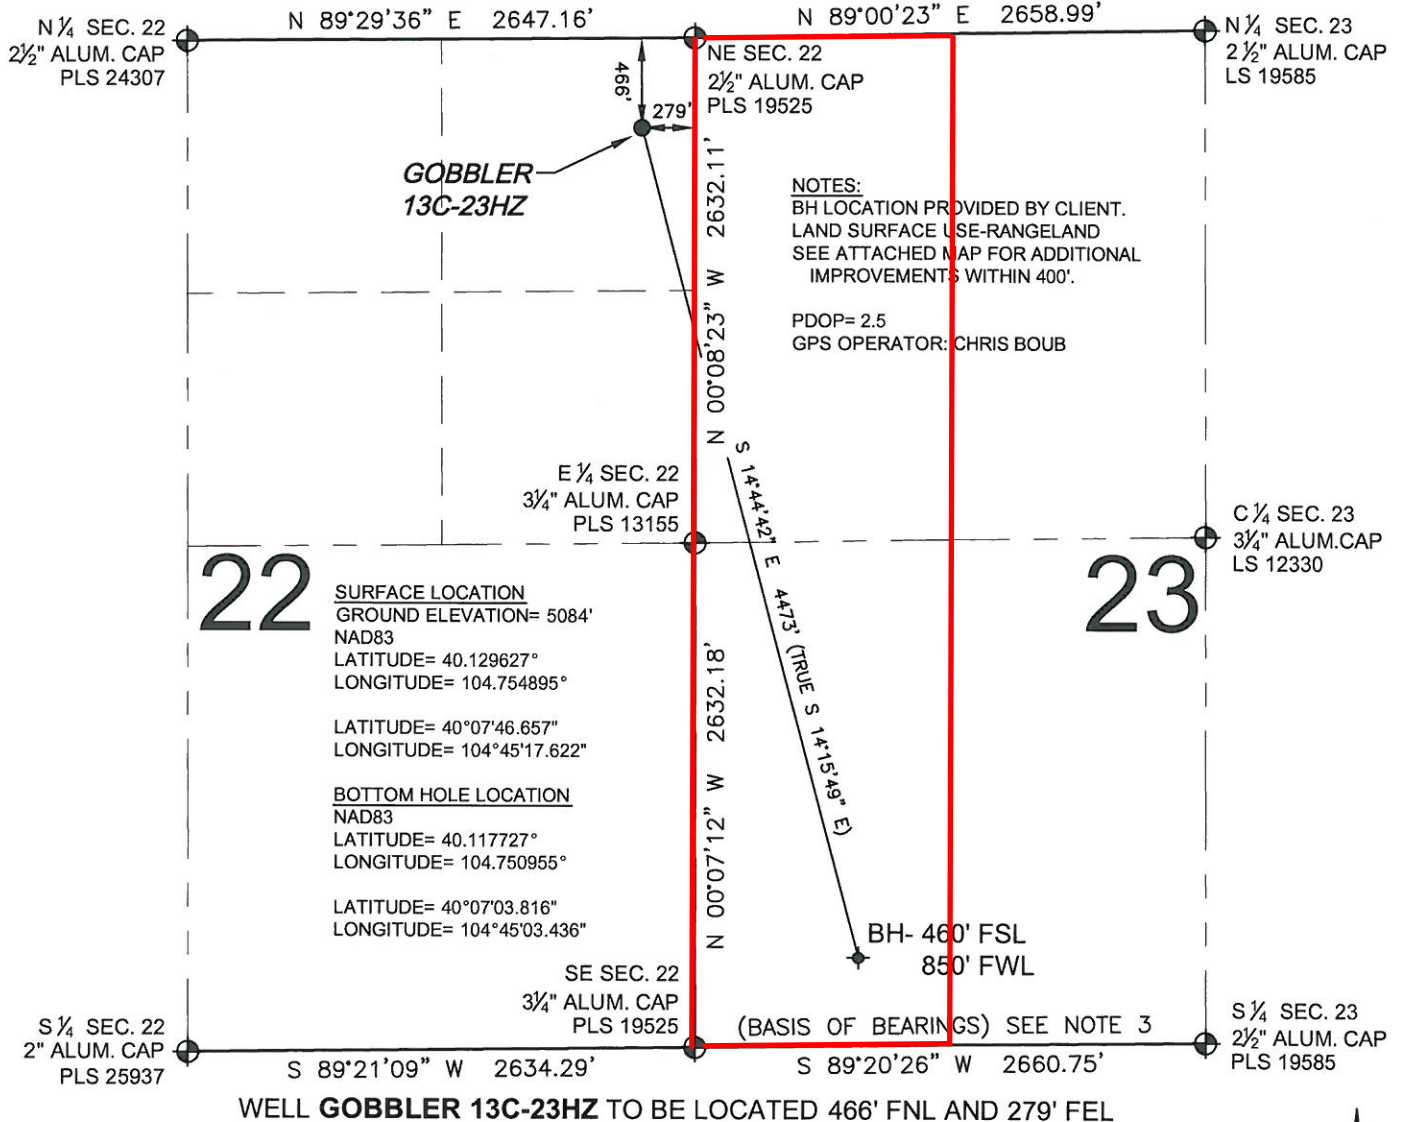 N 89°29'36" E 2647.16'
N 89°00'23" E 2658.99'
N ¼ SEC. 22
2½" ALUM. CAP
PLS 24307
NE SEC. 22
2½" ALUM. CAP
PLS 19525
N ¼ SEC. 23
2 ½" ALUM. CAP
LS 19585
466'
279'
GOBBLER
13C-23HZ
N 00°08'23" W 2632.11'
NOTES:
BH LOCATION PROVIDED BY CLIENT.
LAND SURFACE USE-RANGELAND
SEE ATTACHED MAP FOR ADDITIONAL
IMPROVEMENTS WITHIN 400'.
PDOP= 2.5
GPS OPERATOR: CHRIS BOUB
E ¼ SEC. 22
3¼" ALUM. CAP
PLS 13155
S 14°44'42" E 4473' (TRUE S 14°15'49" E)
C ¼ SEC. 23
3¼" ALUM.CAP
LS 12330
22
23
SURFACE LOCATION
GROUND ELEVATION= 5084'
NAD83
LATITUDE= 40.129627°
LONGITUDE= 104.754895°
LATITUDE= 40°07'46.657"
LONGITUDE= 104°45'17.622"
BOTTOM HOLE LOCATION
NAD83
LATITUDE= 40.117727°
LONGITUDE= 104.750955°
LATITUDE= 40°07'03.816"
LONGITUDE= 104°45'03.436"
N 00°07'12" W 2632.18'
BH- 460' FSL
850' FWL
SE SEC. 22
3¼" ALUM. CAP
PLS 19525
(BASIS OF BEARINGS) SEE NOTE 3
S ¼ SEC. 22
2" ALUM. CAP
PLS 25937
S ¼ SEC. 23
2½" ALUM. CAP
PLS 19585
S 89°21'09" W 2634.29'
S 89°20'26" W 2660.75'
WELL GOBBLER 13C-23HZ TO BE LOCATED 466' FNL AND 279' FEL